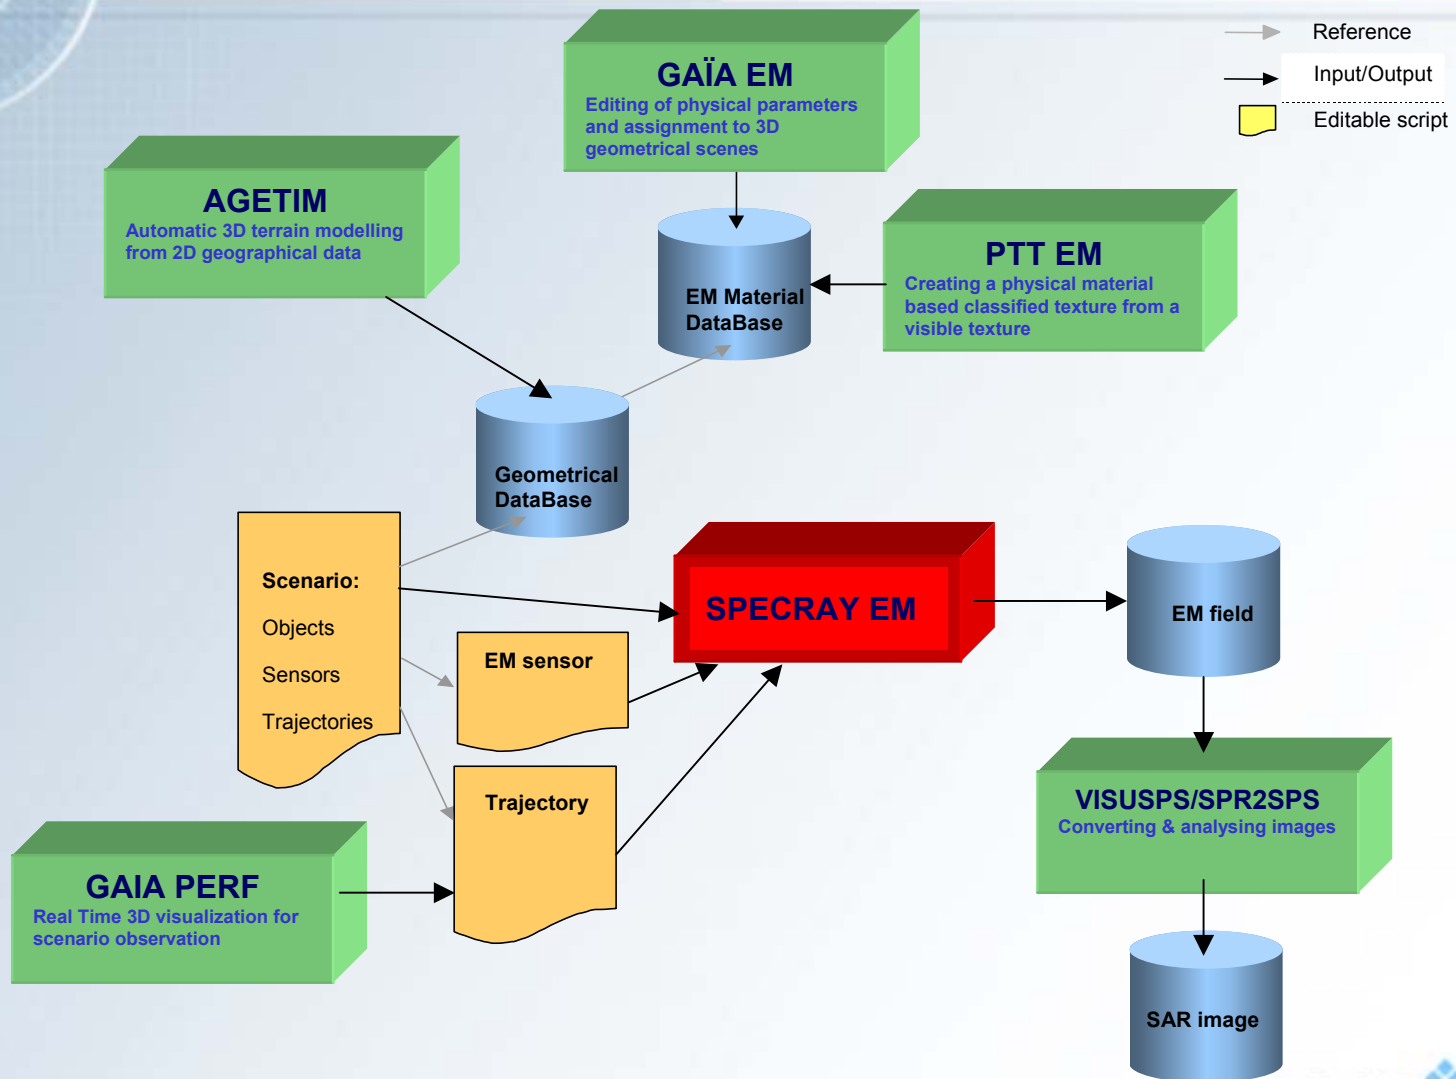 Reference
Input/Output
Editable script
GAÏA EM
Editing of physical parameters
and assignment to 3D
geometrical scenes
AGETIM
Automatic 3D terrain modelling
from 2D geographical data
PTT EM
Creating a physical material
based classified texture from a
visible texture
EM Material
DataBase
Geometrical
DataBase
Scenario:
Objects
Sensors
Trajectories
EM sensor
Trajectory
SPECRAY EM
EM field
VISUSPS/SPR2SPS
Converting & analysing images
GAIA PERF
Real Time 3D visualization for
scenario observation
SAR image